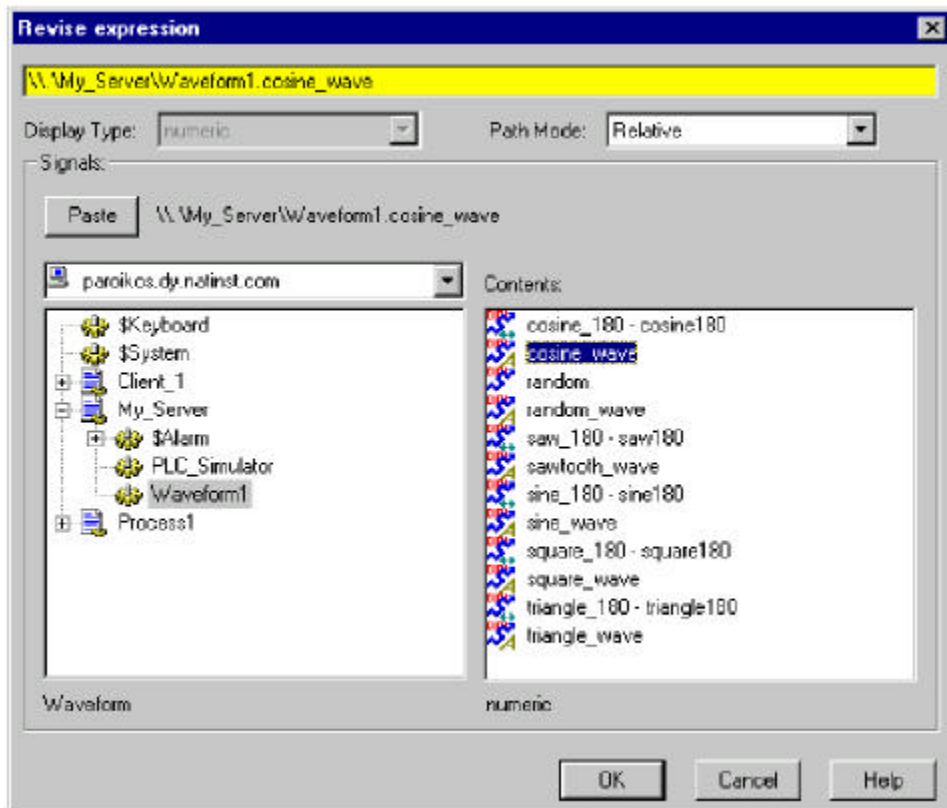 Revise expression
\\.\My_Server\Waveform1.cosine_wave
Display Type: numeric Path Mode: Relative
Signals:
Paste \\.\My_Server\Waveform1.cosine_wave
paroikos.dy.natinst.com
Contents:
$Keyboard
$System
Client_1
My_Server
$Alarm
PLC_Simulator
Waveform1
Process1
cosine_180 - cosine180
cosine_wave
random
random_wave
saw_180 - saw180
sawtooth_wave
sine_180 - sine180
sine_wave
square_180 - square180
square_wave
triangle_180 - triangle180
triangle_wave
Waveform
numeric
OK Cancel Help